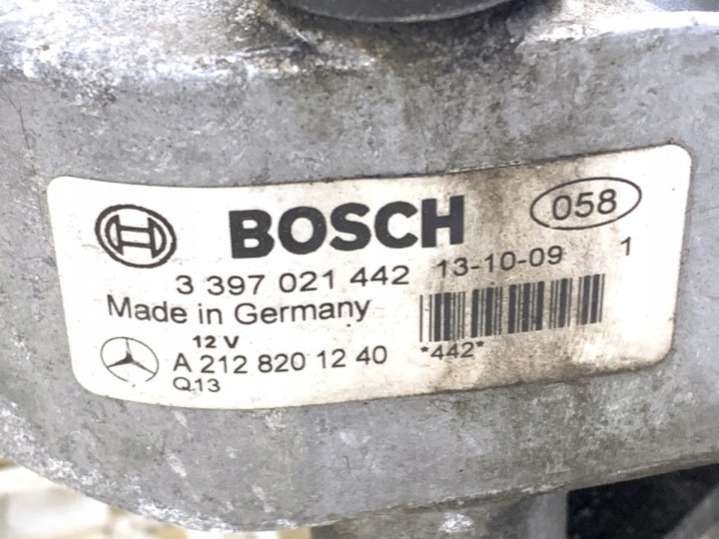 BOSCH 058
3 397 021 442 13-10-09 1
Made in Germany
12 V
A 212 820 12 40 *442*
Q.13